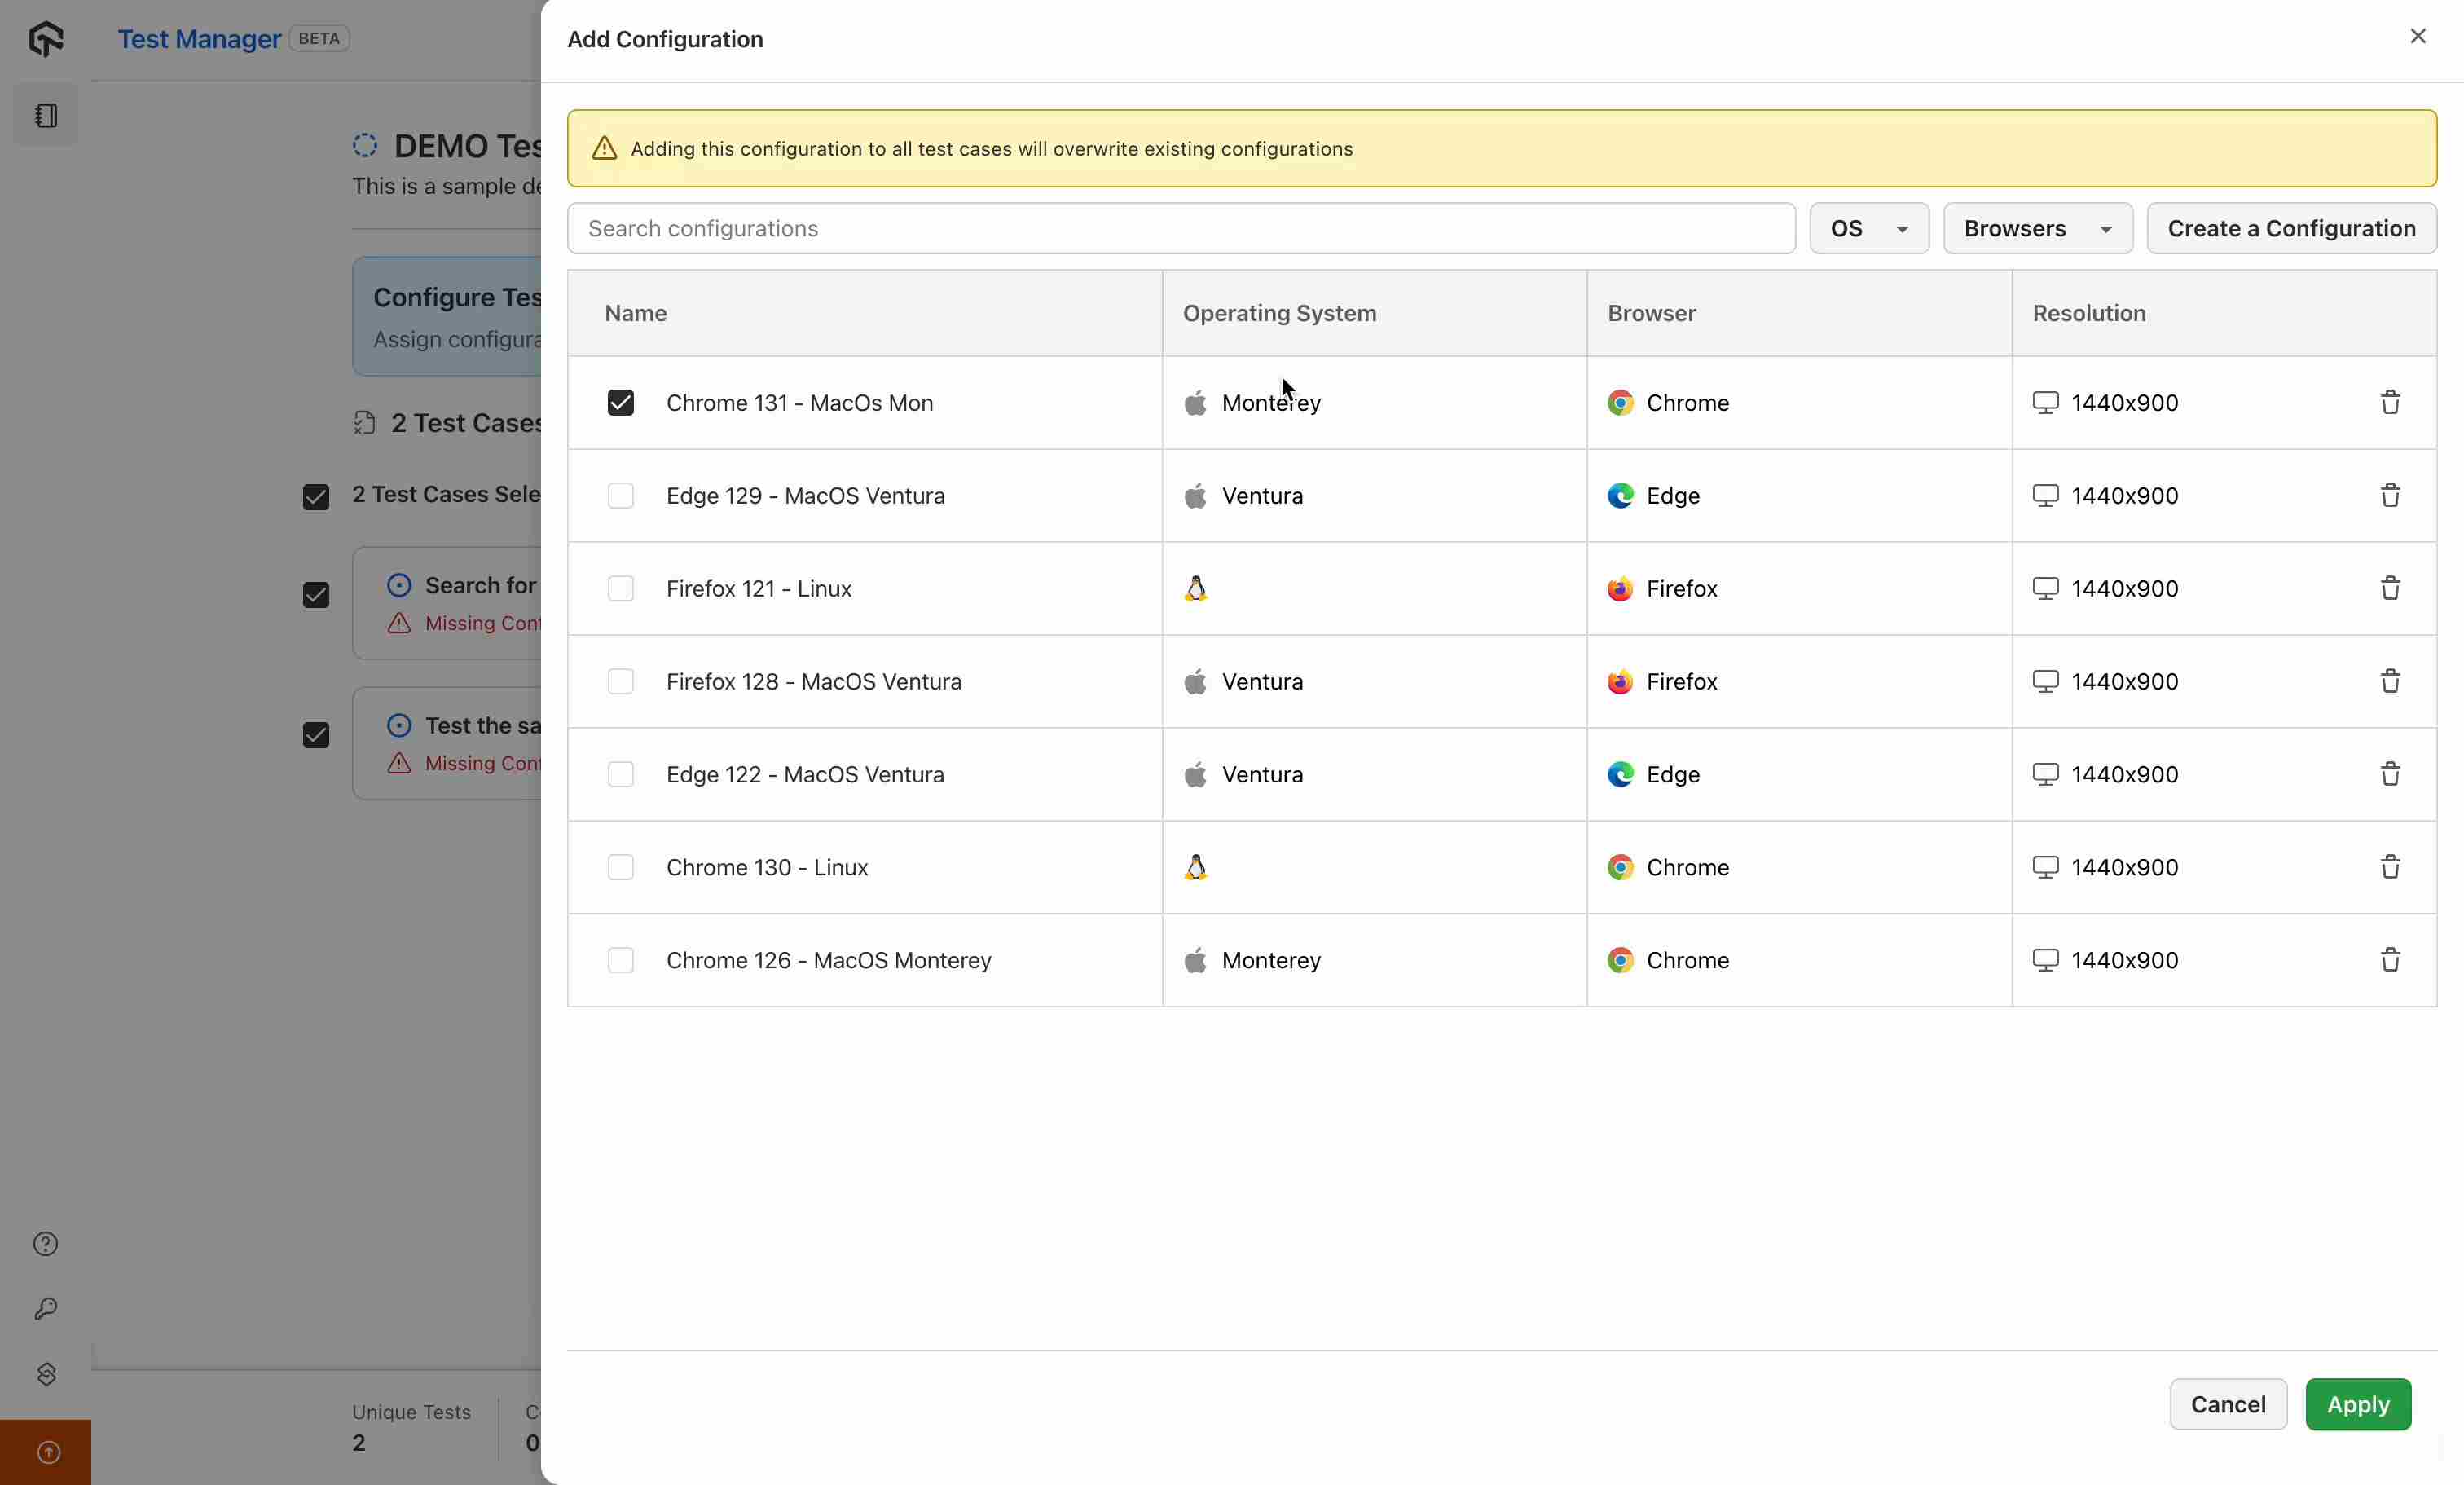 Test Manager BETA
DEMO Tes
This is a sample de
Configure Tes
Assign configura
2 Test Cases
2 Test Cases Sele
Search for
Missing Con
Test the sa
Missing Con
Unique Tests
2
C
0
Add Configuration
Adding this configuration to all test cases will overwrite existing configurations
Search configurations OS Browsers Create a Configuration
Name Operating System Browser Resolution
Chrome 131 - MacOs Mon Monterey Chrome 1440x900
Edge 129 - MacOS Ventura Ventura Edge 1440x900
Firefox 121 - Linux Firefox 1440x900
Firefox 128 - MacOS Ventura Ventura Firefox 1440x900
Edge 122 - MacOS Ventura Ventura Edge 1440x900
Chrome 130 - Linux Chrome 1440x900
Chrome 126 - MacOS Monterey Monterey Chrome 1440x900
Cancel Apply